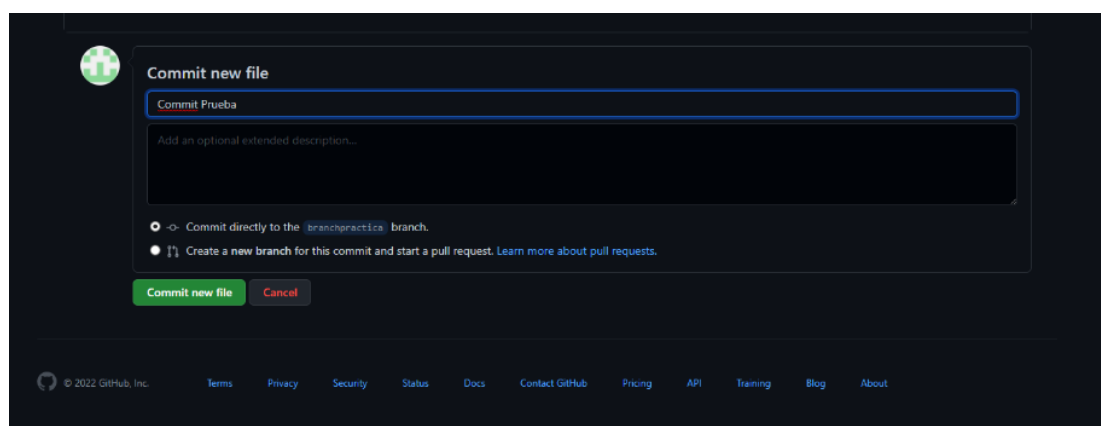 Commit new file
Commit Prueba
Add an optional extended description...
Commit directly to the branchpractica branch.
Create a new branch for this commit and start a pull request. Learn more about pull requests.
Commit new file Cancel
© 2022 GitHub, Inc. Terms Privacy Security Status Docs Contact GitHub Pricing API Training Blog About